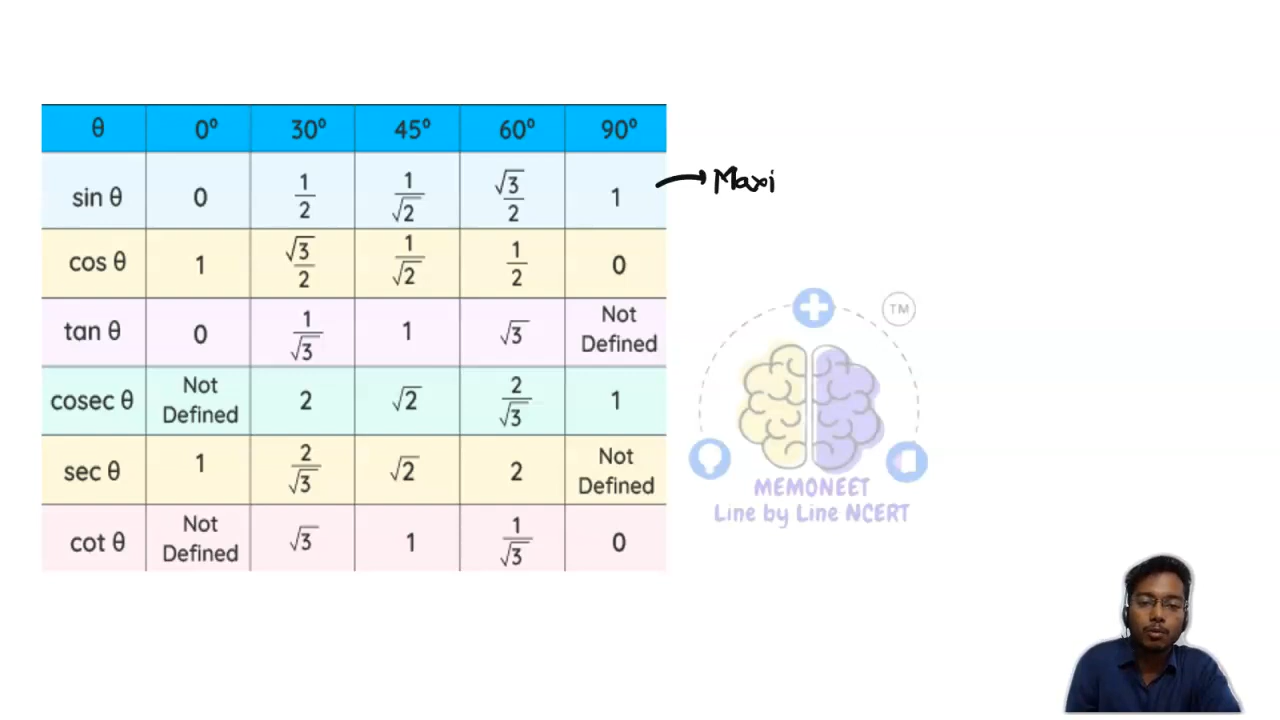 θ 0° 30° 45° 60° 90°
sin θ 0 1/2 1/√2 √3/2 1 → Maxi
cos θ 1 √3/2 1/√2 1/2 0
tan θ 0 1/√3 1 √3 Not Defined
cosec θ Not Defined 2 √2 2/√3 1
sec θ 1 2/√3 √2 2 Not Defined
cot θ Not Defined √3 1 1/√3 0
TM
MEMONEET
Line by Line NCERT